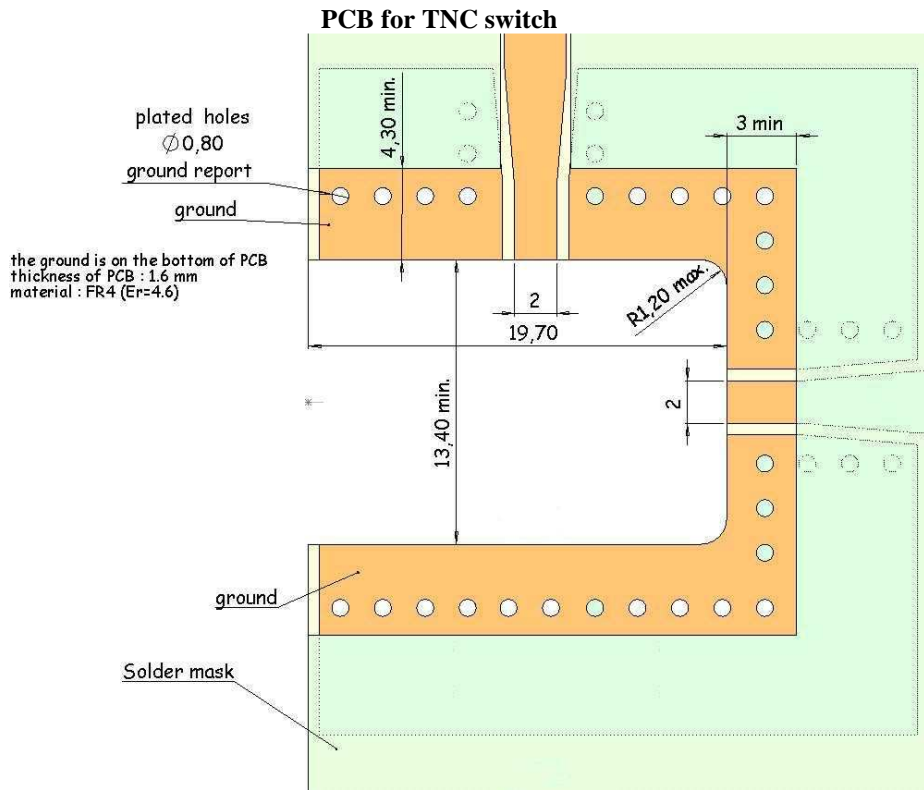 PCB for TNC switch
plated holes
∅0,80
ground report
ground
4,30 min.
3 min
the ground is on the bottom of PCB
thickness of PCB : 1.6 mm
material : FR4 (Er=4.6)
R1,20 max.
2
19,70
2
13,40 min.
ground
Solder mask